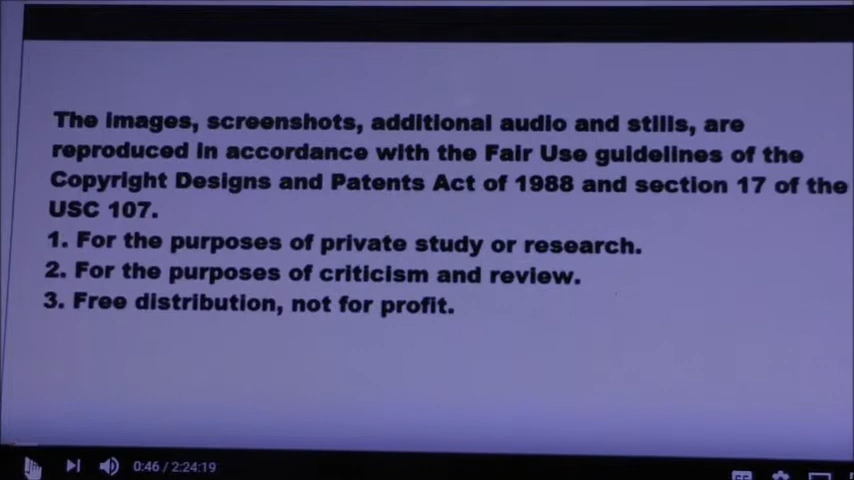 The images, screenshots, additional audio and stills, are
reproduced in accordance with the Fair Use guidelines of the
Copyright Designs and Patents Act of 1988 and section 17 of the
USC 107.
1. For the purposes of private study or research.
2. For the purposes of criticism and review.
3. Free distribution, not for profit.
0:46 / 2:24:19
CC